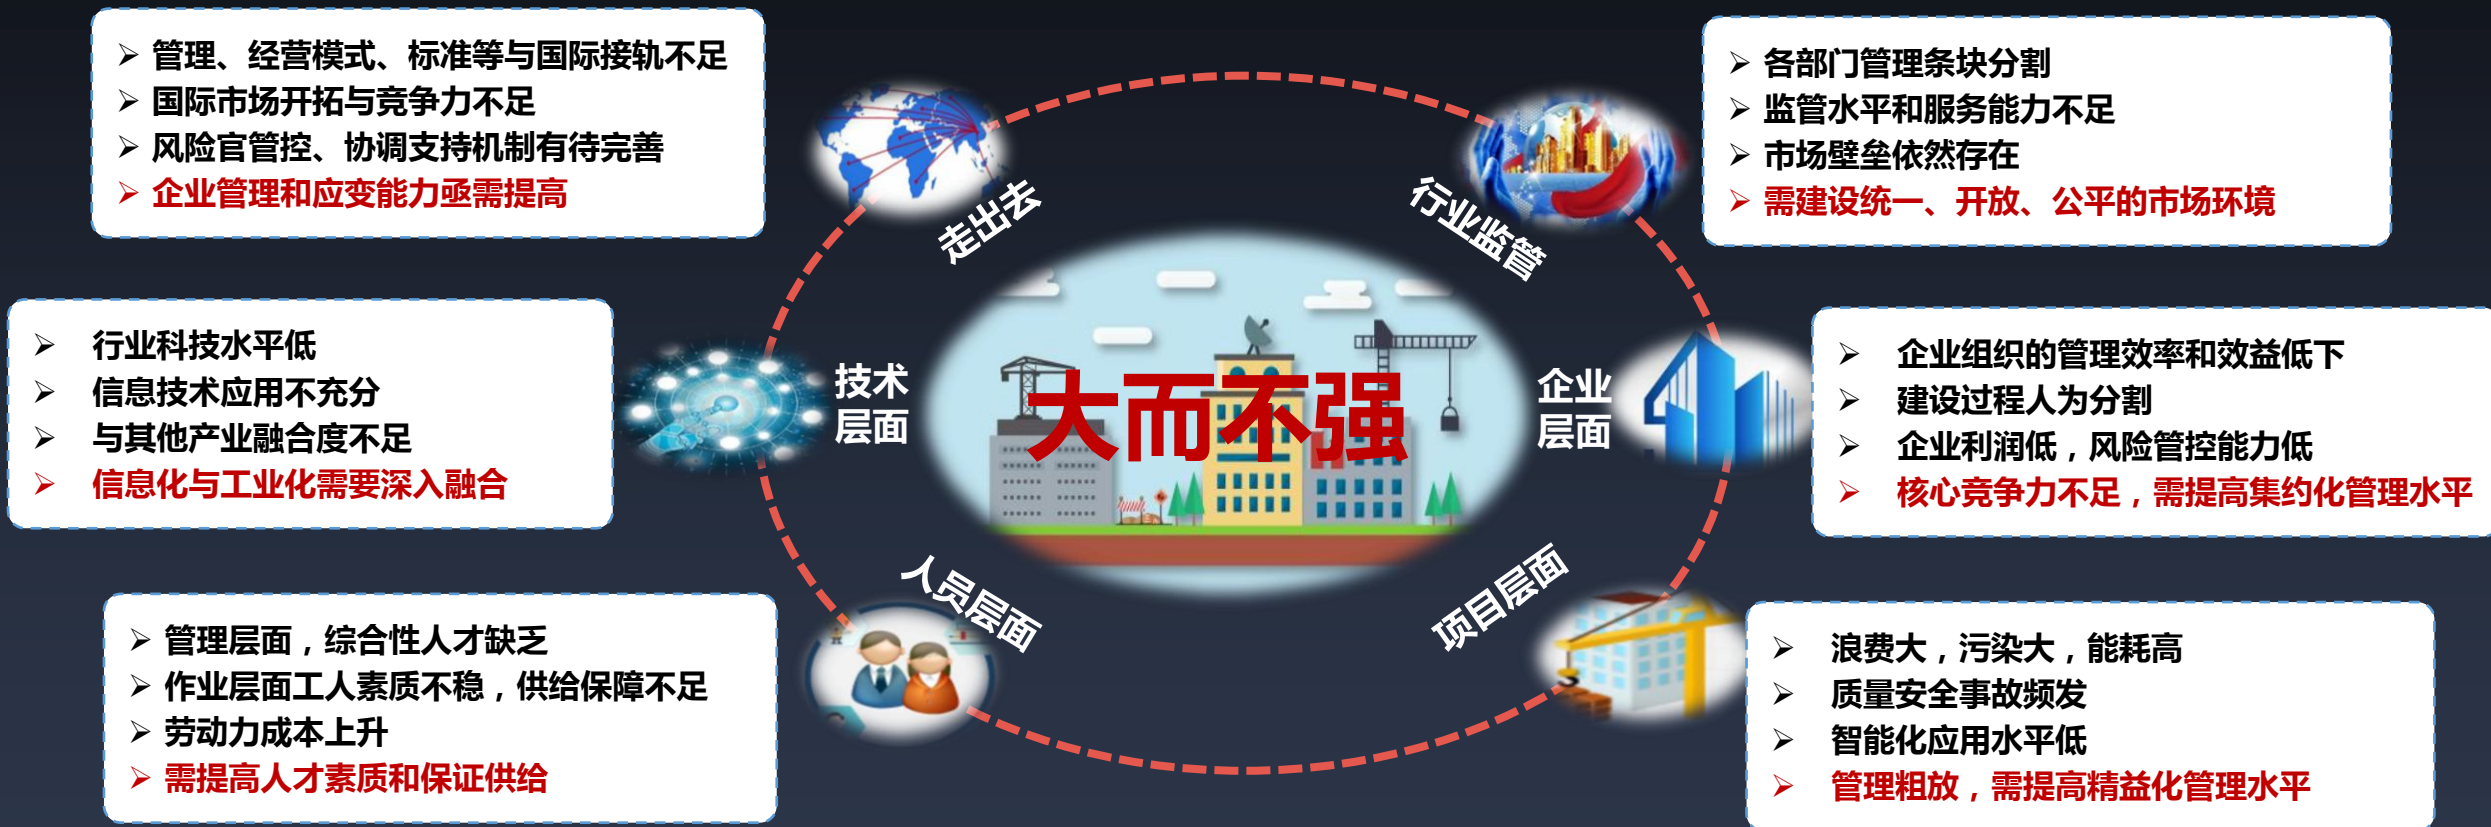 管理、经营模式、标准等与国际接轨不足
国际市场开拓与竞争力不足
风险官管控、协调支持机制有待完善
企业管理和应变能力亟需提高
各部门管理条块分割
监管水平和服务能力不足
市场壁垒依然存在
需建设统一、开放、公平的市场环境
走出去
行业监管
行业科技水平低
信息技术应用不充分
与其他产业融合度不足
信息化与工业化需要深入融合
技术
层面
大而不强
企业
层面
企业组织的管理效率和效益低下
建设过程人为分割
企业利润低，风险管控能力低
核心竞争力不足，需提高集约化管理水平
人员层面
项目层面
管理层面，综合性人才缺乏
作业层面工人素质不稳，供给保障不足
劳动力成本上升
需提高人才素质和保证供给
浪费大，污染大，能耗高
质量安全事故频发
智能化应用水平低
管理粗放，需提高精益化管理水平